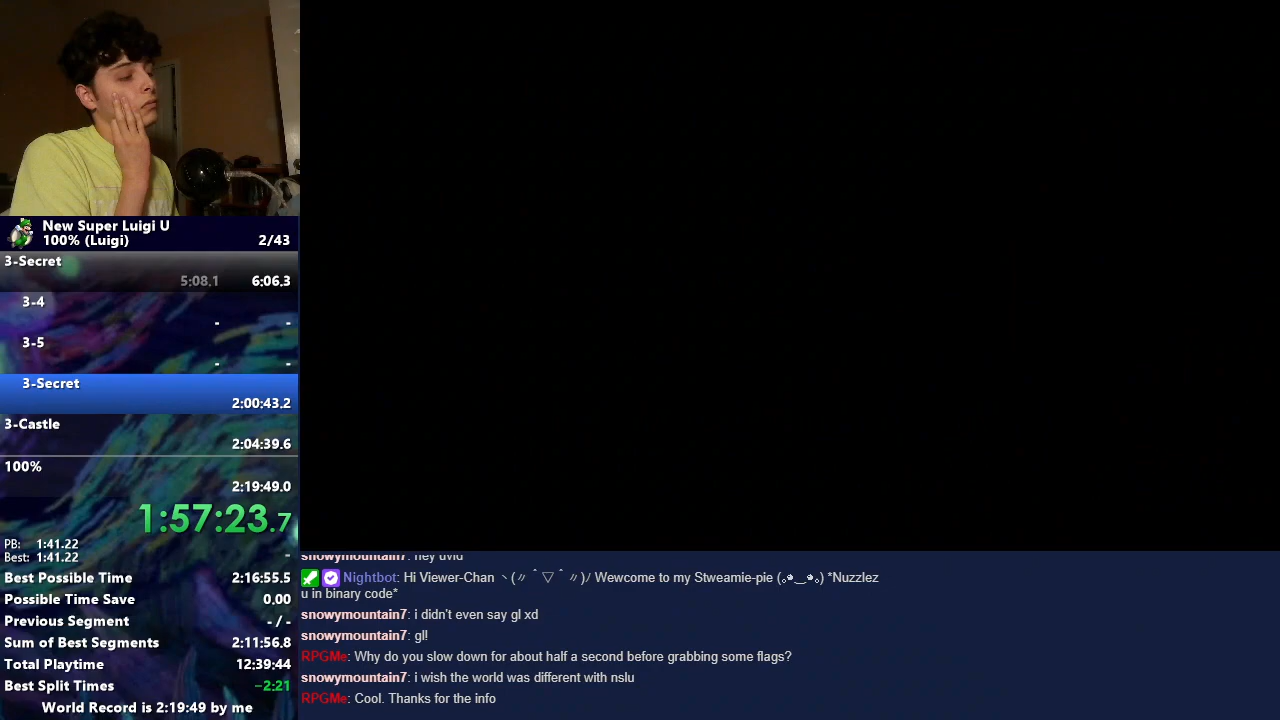 New Super Luigi U
100% (Luigi) 2/43
3-Secret
5:08.1 6:06.3
3-4
- -
3-5
- -
3-Secret
2:00:43.2
3-Castle
2:04:39.6
100%
2:19:49.0
1:57:23.7
PB: 1:41.22
Best: 1:41.22 -
Best Possible Time 2:16:55.5
Possible Time Save 0.00
Previous Segment - / -
Sum of Best Segments 2:11:56.8
Total Playtime 12:39:44
Best Split Times −2:21
World Record is 2:19:49 by me
snowymountain7: hey uvid
Nightbot: Hi Viewer-Chan ヽ(〃＾▽＾〃)ﾉ Wewcome to my Stweamie-pie (｡◕‿◕｡) *Nuzzlez
u in binary code*
snowymountain7: i didn't even say gl xd
snowymountain7: gl!
RPGMe: Why do you slow down for about half a second before grabbing some flags?
snowymountain7: i wish the world was different with nslu
RPGMe: Cool. Thanks for the info